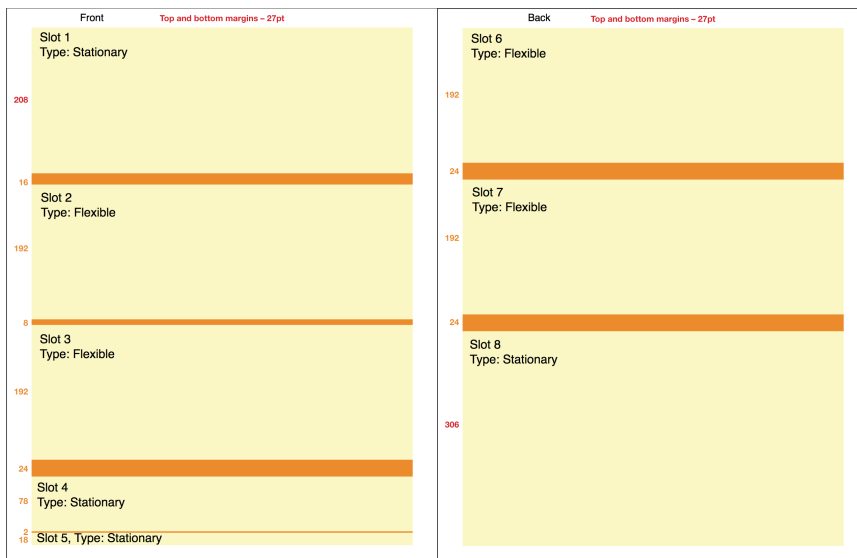 Front
Top and bottom margins – 27pt
Slot 1
Type: Stationary
208
16
Slot 2
Type: Flexible
192
8
Slot 3
Type: Flexible
192
24
Slot 4
Type: Stationary
78
2
Slot 5, Type: Stationary
16
Back
Top and bottom margins – 27pt
Slot 6
Type: Flexible
192
24
Slot 7
Type: Flexible
192
24
Slot 8
Type: Stationary
306